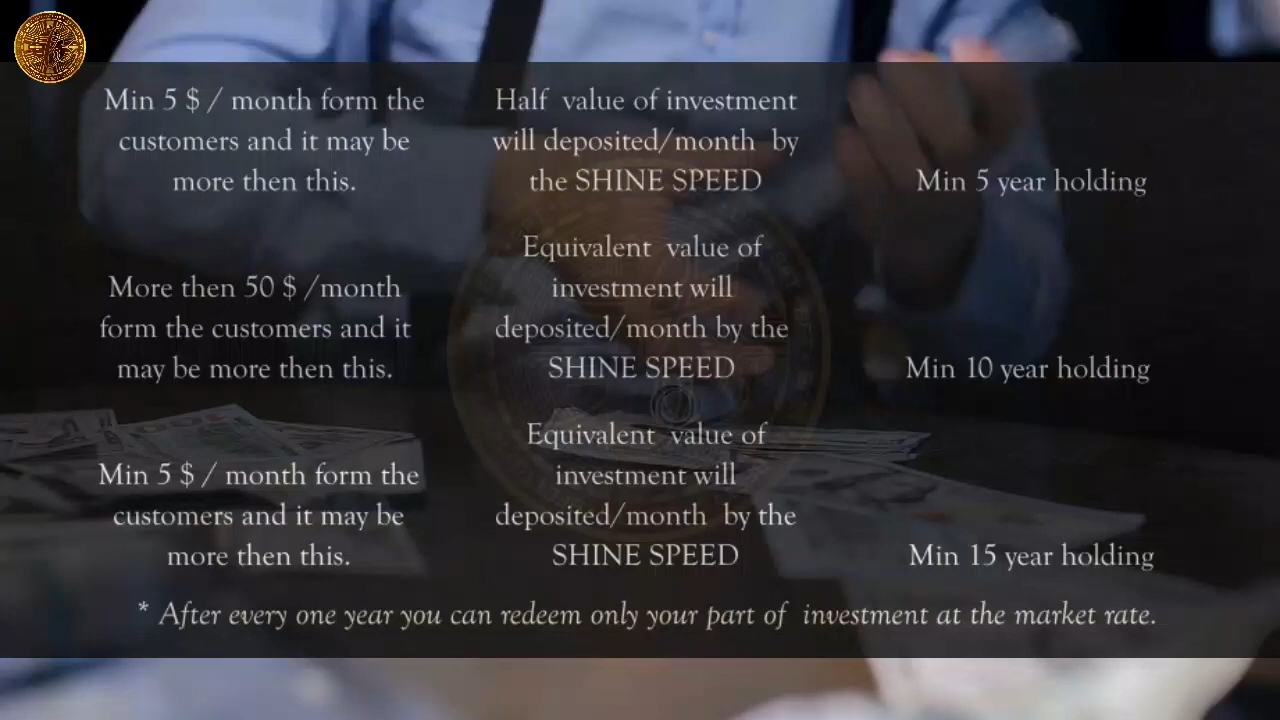 Min 5 $ / month form the
customers and it may be
more then this.
Half value of investment
will deposited/month by
the SHINE SPEED
Min 5 year holding
More then 50 $ /month
form the customers and it
may be more then this.
Equivalent value of
investment will
deposited/month by the
SHINE SPEED
Min 10 year holding
Min 5 $ / month form the
customers and it may be
more then this.
Equivalent value of
investment will
deposited/month by the
SHINE SPEED
Min 15 year holding
* After every one year you can redeem only your part of investment at the market rate.